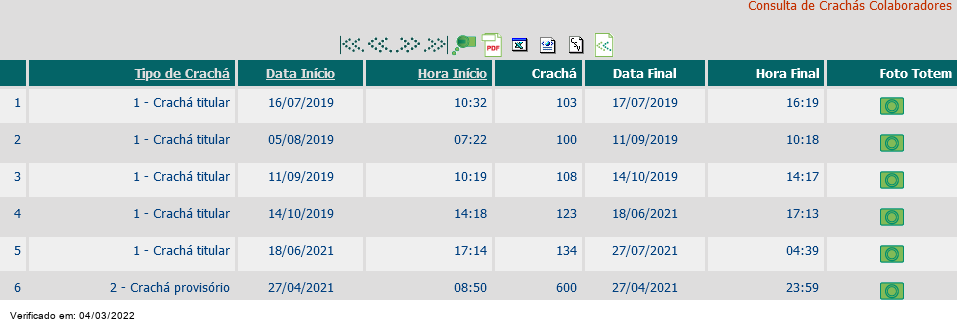 Consulta de Crachás Colaboradores
PDF
Tipo de Crachá Data Início Hora Início Crachá Data Final Hora Final Foto Totem
1 1 - Crachá titular 16/07/2019 10:32 103 17/07/2019 16:19
2 1 - Crachá titular 05/08/2019 07:22 100 11/09/2019 10:18
3 1 - Crachá titular 11/09/2019 10:19 108 14/10/2019 14:17
4 1 - Crachá titular 14/10/2019 14:18 123 18/06/2021 17:13
5 1 - Crachá titular 18/06/2021 17:14 134 27/07/2021 04:39
6 2 - Crachá provisório 27/04/2021 08:50 600 27/04/2021 23:59
Verificado em: 04/03/2022